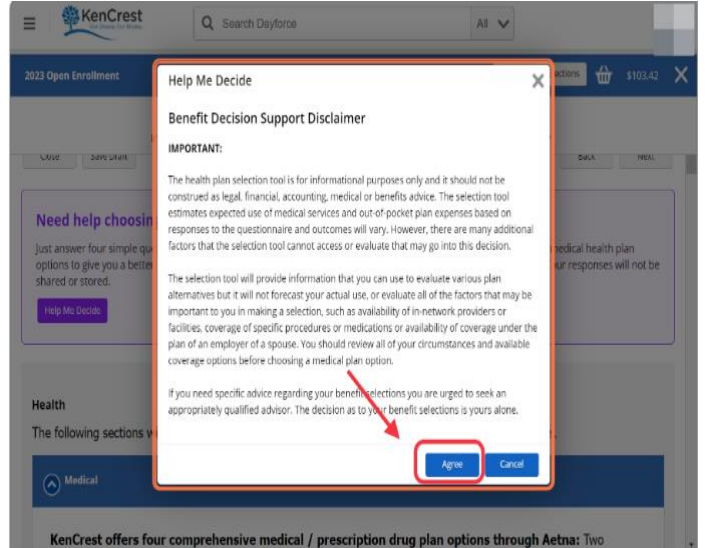 KenCrest
Search Dayforce
All
2023 Open Enrollment
$103.42
Help Me Decide
Benefit Decision Support Disclaimer
IMPORTANT:
The health plan selection tool is for informational purposes only and it should not be
construed as legal, financial, accounting, medical or benefits advice. The selection tool
estimates expected use of medical services and out-of-pocket plan expenses based on
responses to the questionnaire and outcomes will vary. However, there are many additional
factors that the selection tool cannot access or evaluate that may go into this decision.
The selection tool will provide information that you can use to evaluate various plan
alternatives but it will not forecast your actual use, or evaluate all of the factors that may be
important to you in making a selection, such as availability of in-network providers or
facilities, coverage of specific procedures or medications or availability of coverage under the
plan of an employer of a spouse. You should review all of your circumstances and available
coverage options before choosing a medical plan option.
If you need specific advice regarding your benefit selections you are urged to seek an
appropriately qualified advisor. The decision as to your benefit selections is yours alone.
Agree
Cancel
Close
Save Draft
Back
Next
Need help choosin
Just answer four simple qu
medical health plan
options to give you a bette
ur responses will not be
shared or stored.
Help Me Decide
Health
The following sections w
Medical
KenCrest offers four comprehensive medical / prescription drug plan options through Aetna: Two